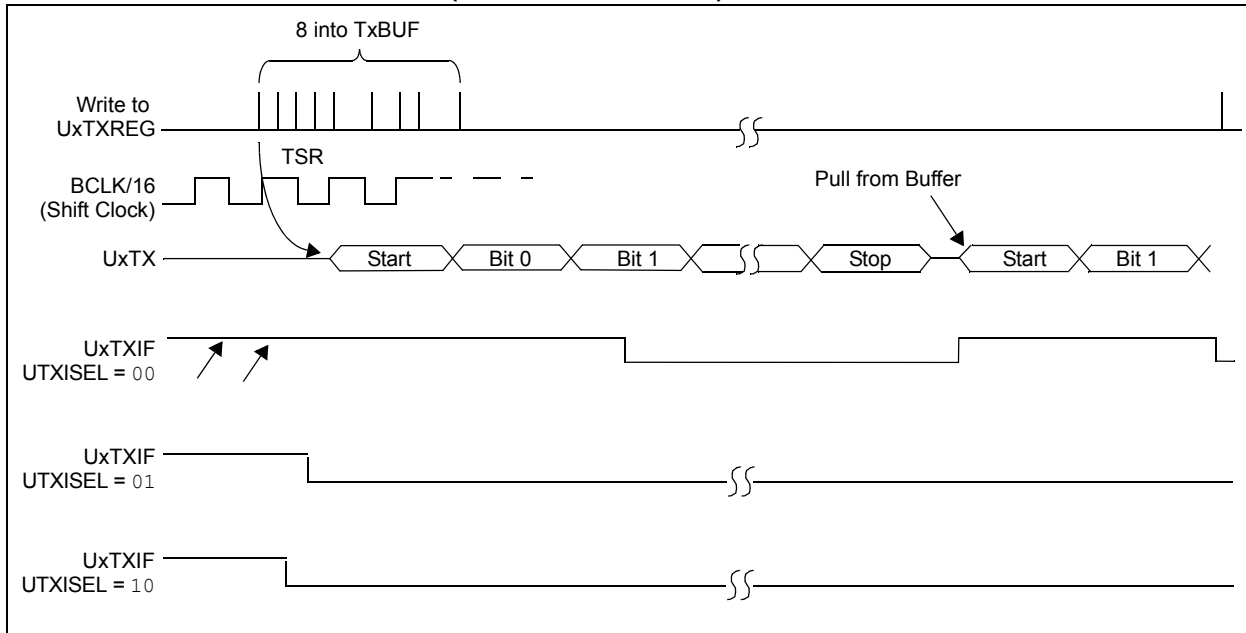 8 into TxBUF
Write to
UxTXREG
TSR
BCLK/16
(Shift Clock)
Pull from Buffer
UxTX
Start
Bit 0
Bit 1
Stop
Start
Bit 1
UxTXIF
UTXISEL = 00
UxTXIF
UTXISEL = 01
UxTXIF
UTXISEL = 10